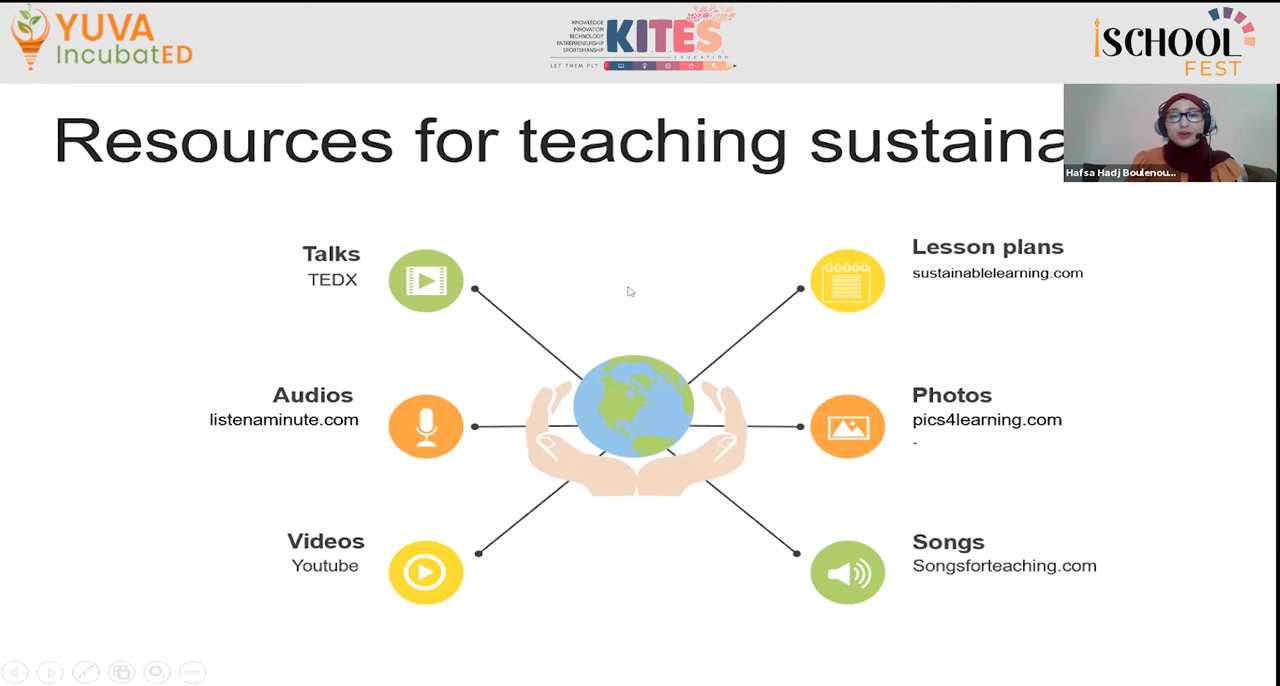 YUVA
IncubatED
KNOWLEDGE
INNOVATION
TECHNOLOGY
ENTREPRENEURSHIP
SPORTSMANSHIP
K.I.T.E.S
EDUCATION
LET THEM FLY
iSCHOOL
FEST
Resources for teaching sustaina
Hafsa Hadj Boulenou...
Talks
TEDX
Lesson plans
sustainablelearning.com
Audios
listenaminute.com
Photos
pics4learning.com
.
Videos
Youtube
Songs
Songsforteaching.com